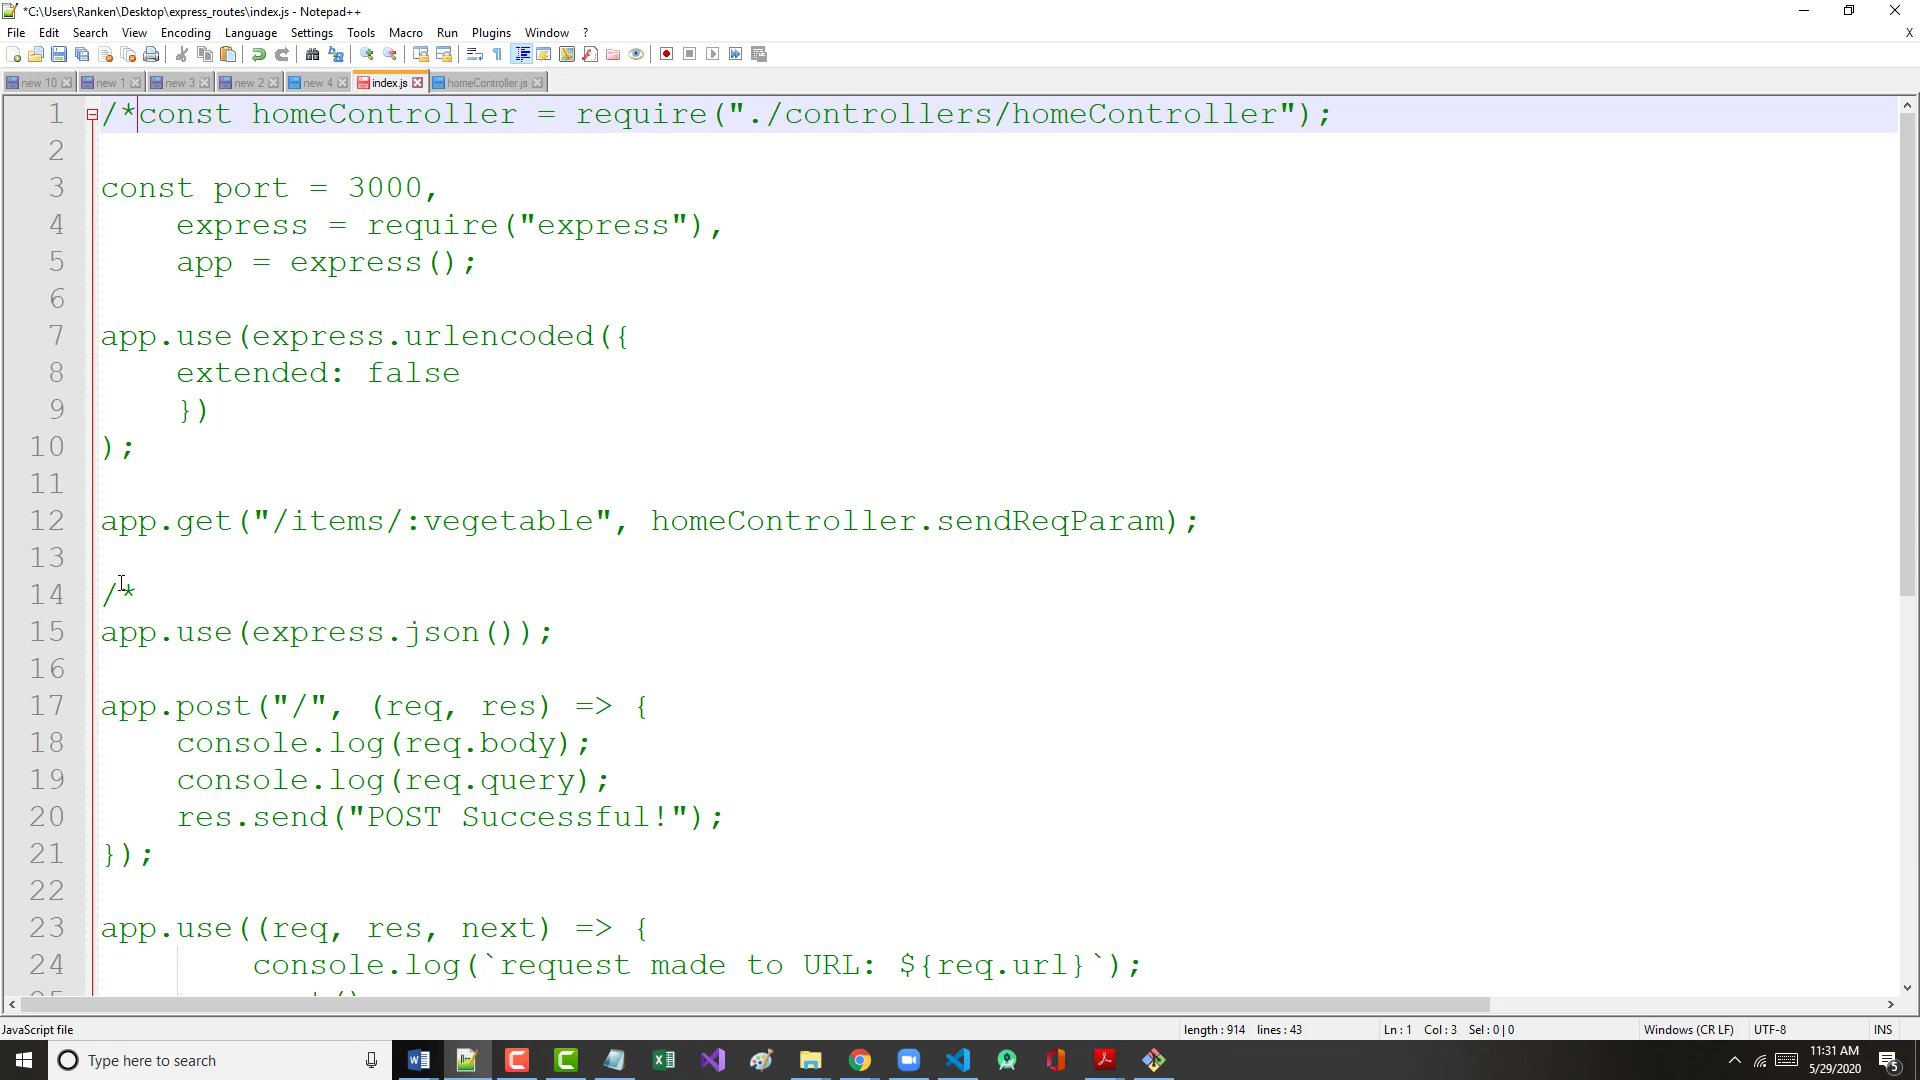 *C:\Users\Ranken\Desktop\express_routes\index.js - Notepad++
File Edit Search View Encoding Language Settings Tools Macro Run Plugins Window ? X
new 10 new 1 new 3 new 2 new 4 index.js homeController.js
1 /*const homeController = require("./controllers/homeController");
2
3 const port = 3000,
4 express = require("express"),
5 app = express();
6
7 app.use(express.urlencoded({
8 extended: false
9 })
10 );
11
12 app.get("/items/:vegetable", homeController.sendReqParam);
13
14 /*
15 app.use(express.json());
16
17 app.post("/", (req, res) => {
18 console.log(req.body);
19 console.log(req.query);
20 res.send("POST Successful!");
21 });
22
23 app.use((req, res, next) => {
24 console.log(`request made to URL: ${req.url}`);
JavaScript file length : 914 lines : 43 Ln : 1 Col : 3 Sel : 0 | 0 Windows (CR LF) UTF-8 INS
Type here to search
11:31 AM
5/29/2020
5